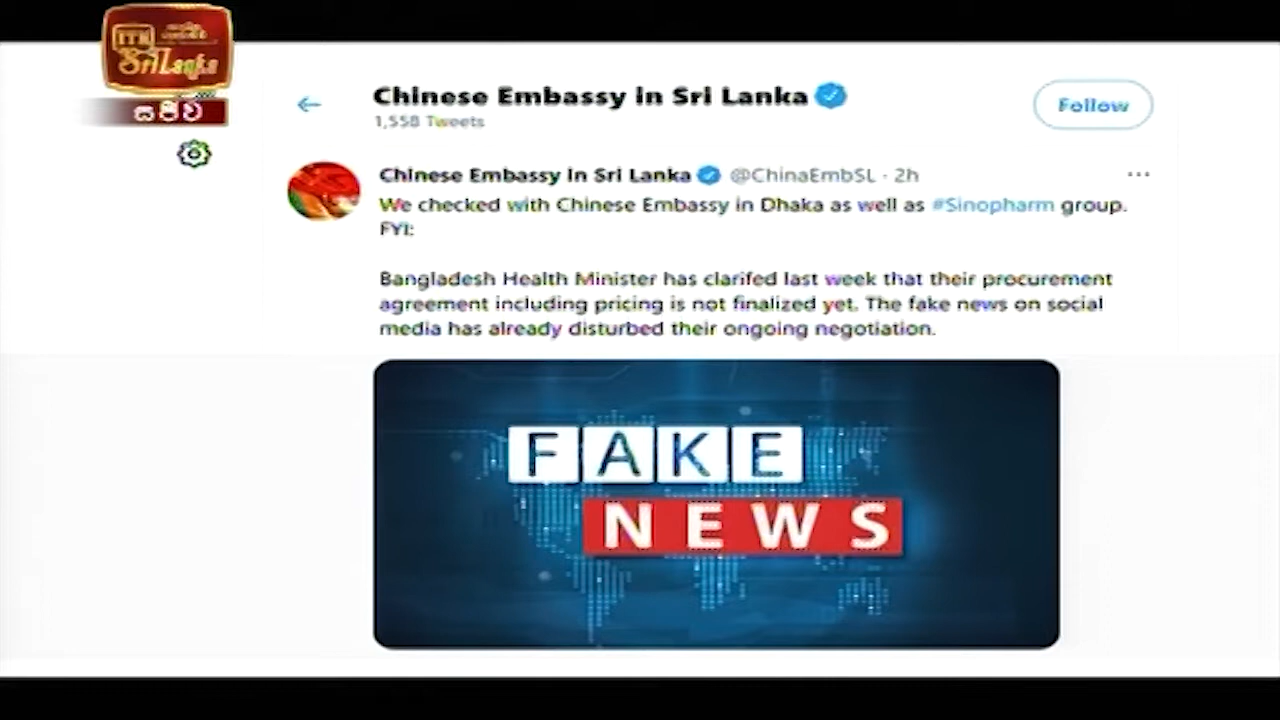 ITN
Sri Lanka
සජීව
Chinese Embassy in Sri Lanka
1,558 Tweets
Follow
Chinese Embassy in Sri Lanka @ChinaEmbSL · 2h
We checked with Chinese Embassy in Dhaka as well as #Sinopharm group.
FYI:
Bangladesh Health Minister has clarifed last week that their procurement
agreement including pricing is not finalized yet. The fake news on social
media has already disturbed their ongoing negotiation.
FAKE
NEWS